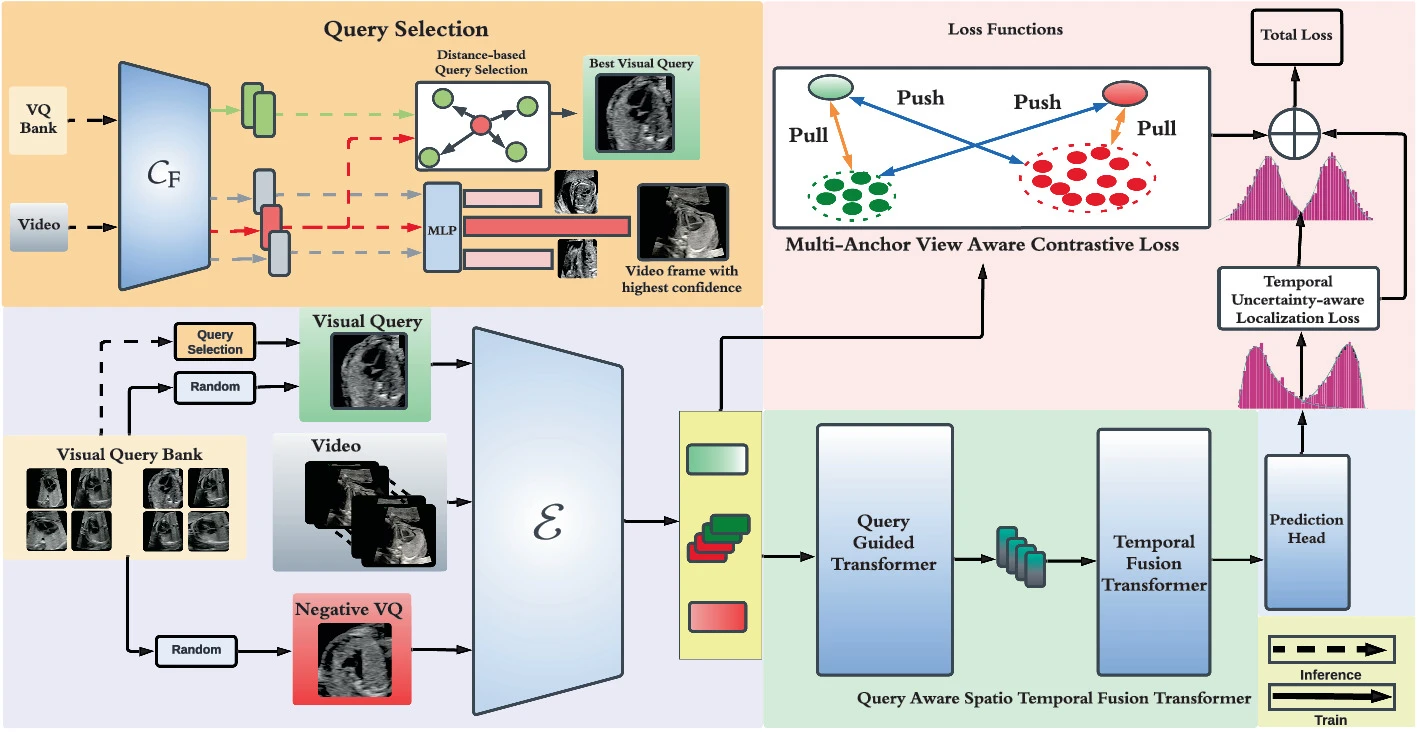 Query Selection
VQ
Bank
Video
𝒞F
Distance-based
Query Selection
Best Visual Query
MLP
Video frame with
highest confidence
Loss Functions
Total Loss
Push
Push
Pull
Pull
Multi-Anchor View Aware Contrastive Loss
Temporal
Uncertainty-aware
Localization Loss
Query
Selection
Random
Visual Query
Visual Query Bank
Video
Random
Negative VQ
ℰ
Query
Guided
Transformer
Temporal
Fusion
Transformer
Prediction
Head
Query Aware Spatio Temporal Fusion Transformer
Inference
Train